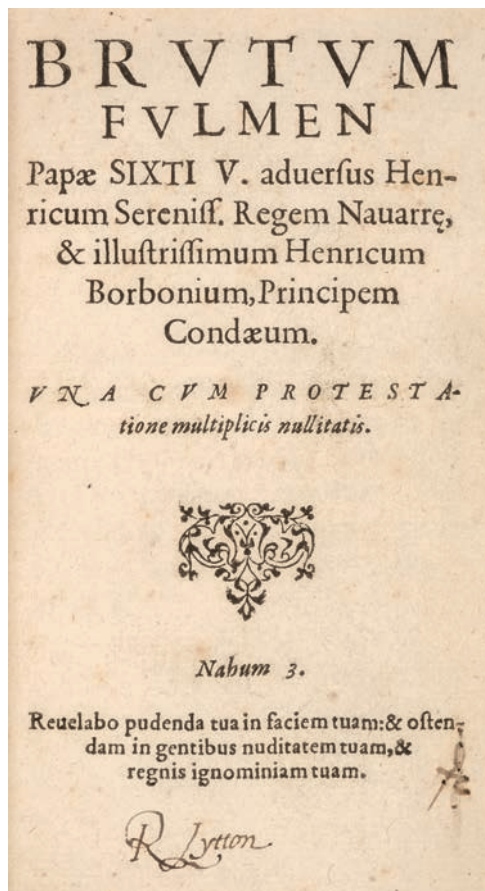 BRVTVM
FVLMEN
Papæ SIXTI V. aduerſus Hen-
ricum Sereniſſ. Regem Nauarrę,
& illuſtriſſimum Henricum
Borbonium, Principem
Condæum.
VNA CVM PROTESTA-
tione multiplicis nullitatis.
Nahum 3.
Reuelabo pudenda tua in faciem tuam: & oſten-
dam in gentibus nuditatem tuam, &
regnis ignominiam tuam.
R Lytton